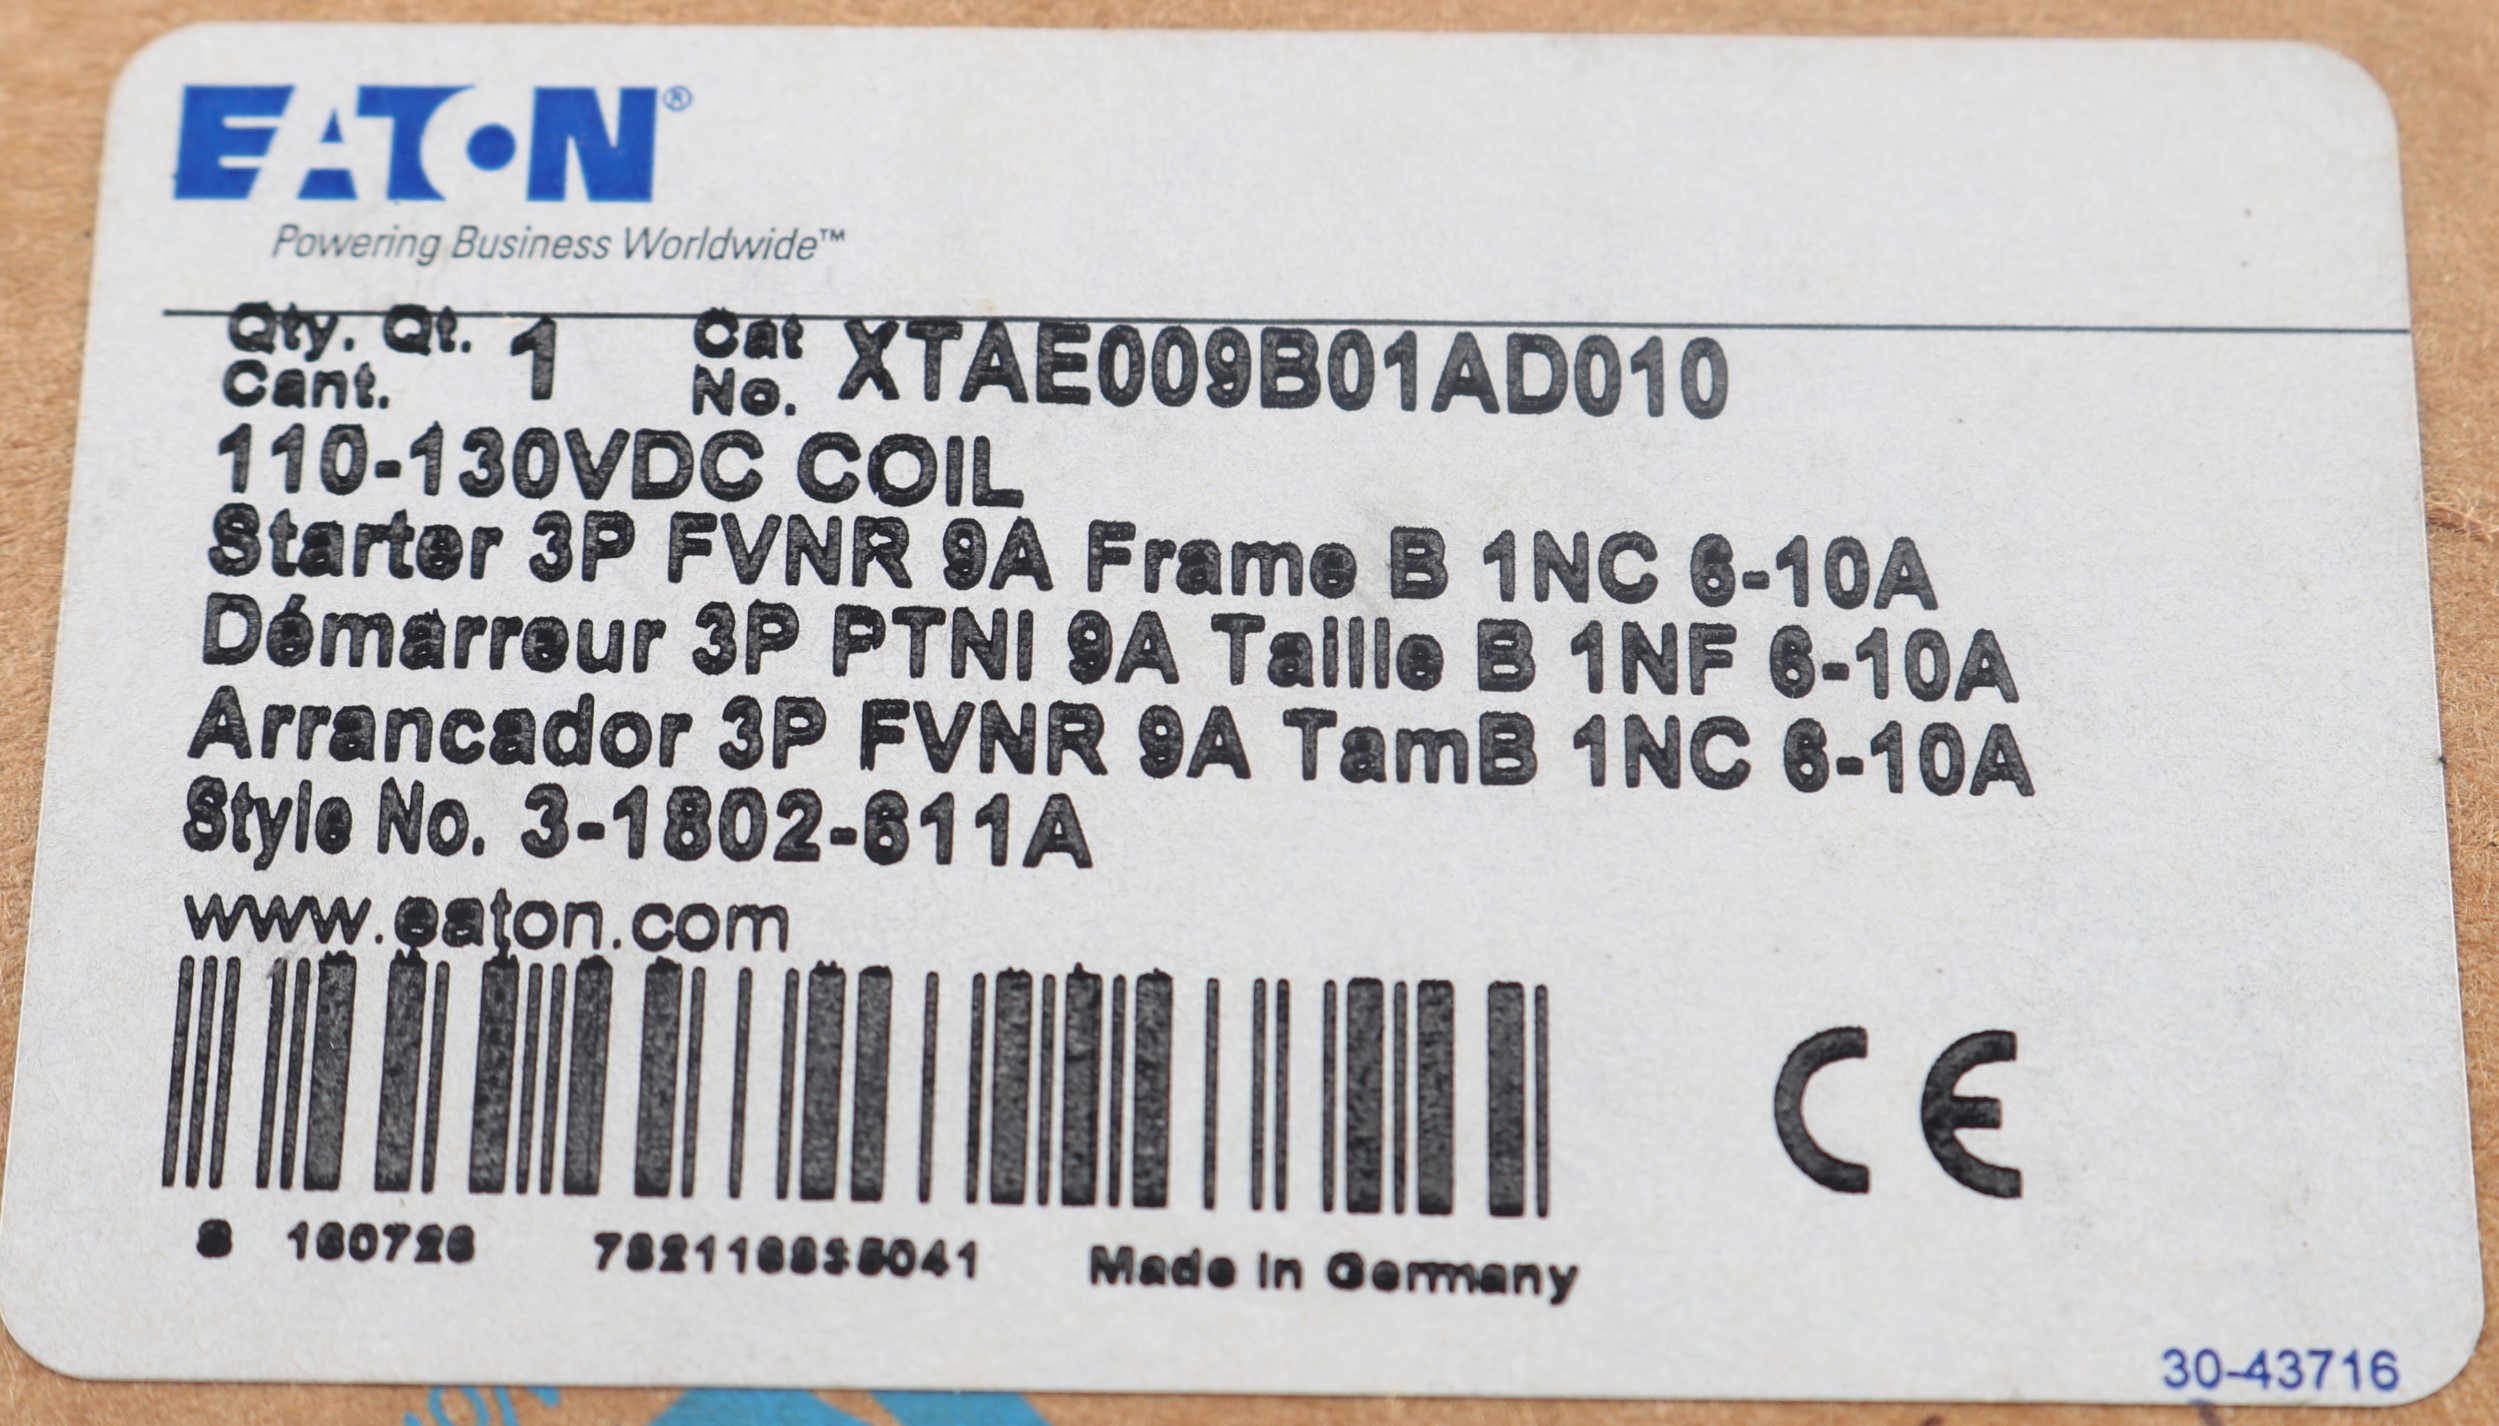 EATON®
Powering Business Worldwide™
Qty. Qt. Cant. 1 Cat No. XTAE009B01AD010
110-130VDC COIL
Starter 3P FVNR 9A Frame B 1NC 6-10A
Démarreur 3P PTNI 9A Taille B 1NF 6-10A
Arrancador 3P FVNR 9A TamB 1NC 6-10A
Style No. 3-1802-611A
www.eaton.com
CE
Made in Germany
30-43716